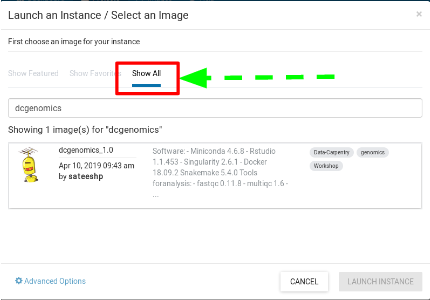 Launch an Instance / Select an Image
×
First choose an image for your instance
Show Featured Show Favorites Show All
dcgenomics
Showing 1 image(s) for "dcgenomics"
dcgenomics_1.0
Apr 10, 2019 09:43 am
by sateeshp
Software: - Miniconda 4.6.8 - Rstudio
1.1.453 - Singularity 2.6.1 - Docker
18.09.2 Snakemake 5.4.0 Tools
foranalysis: - fastqc 0.11.8 - multiqc 1.6 -
...
Data-Carpentry genomics
Workshop
Advanced Options
CANCEL
LAUNCH INSTANCE